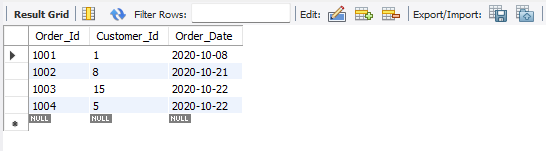 Result Grid Filter Rows: Edit: Export/Import:
Order_Id Customer_Id Order_Date
1001 1 2020-10-08
1002 8 2020-10-21
1003 15 2020-10-22
1004 5 2020-10-22
NULL NULL NULL